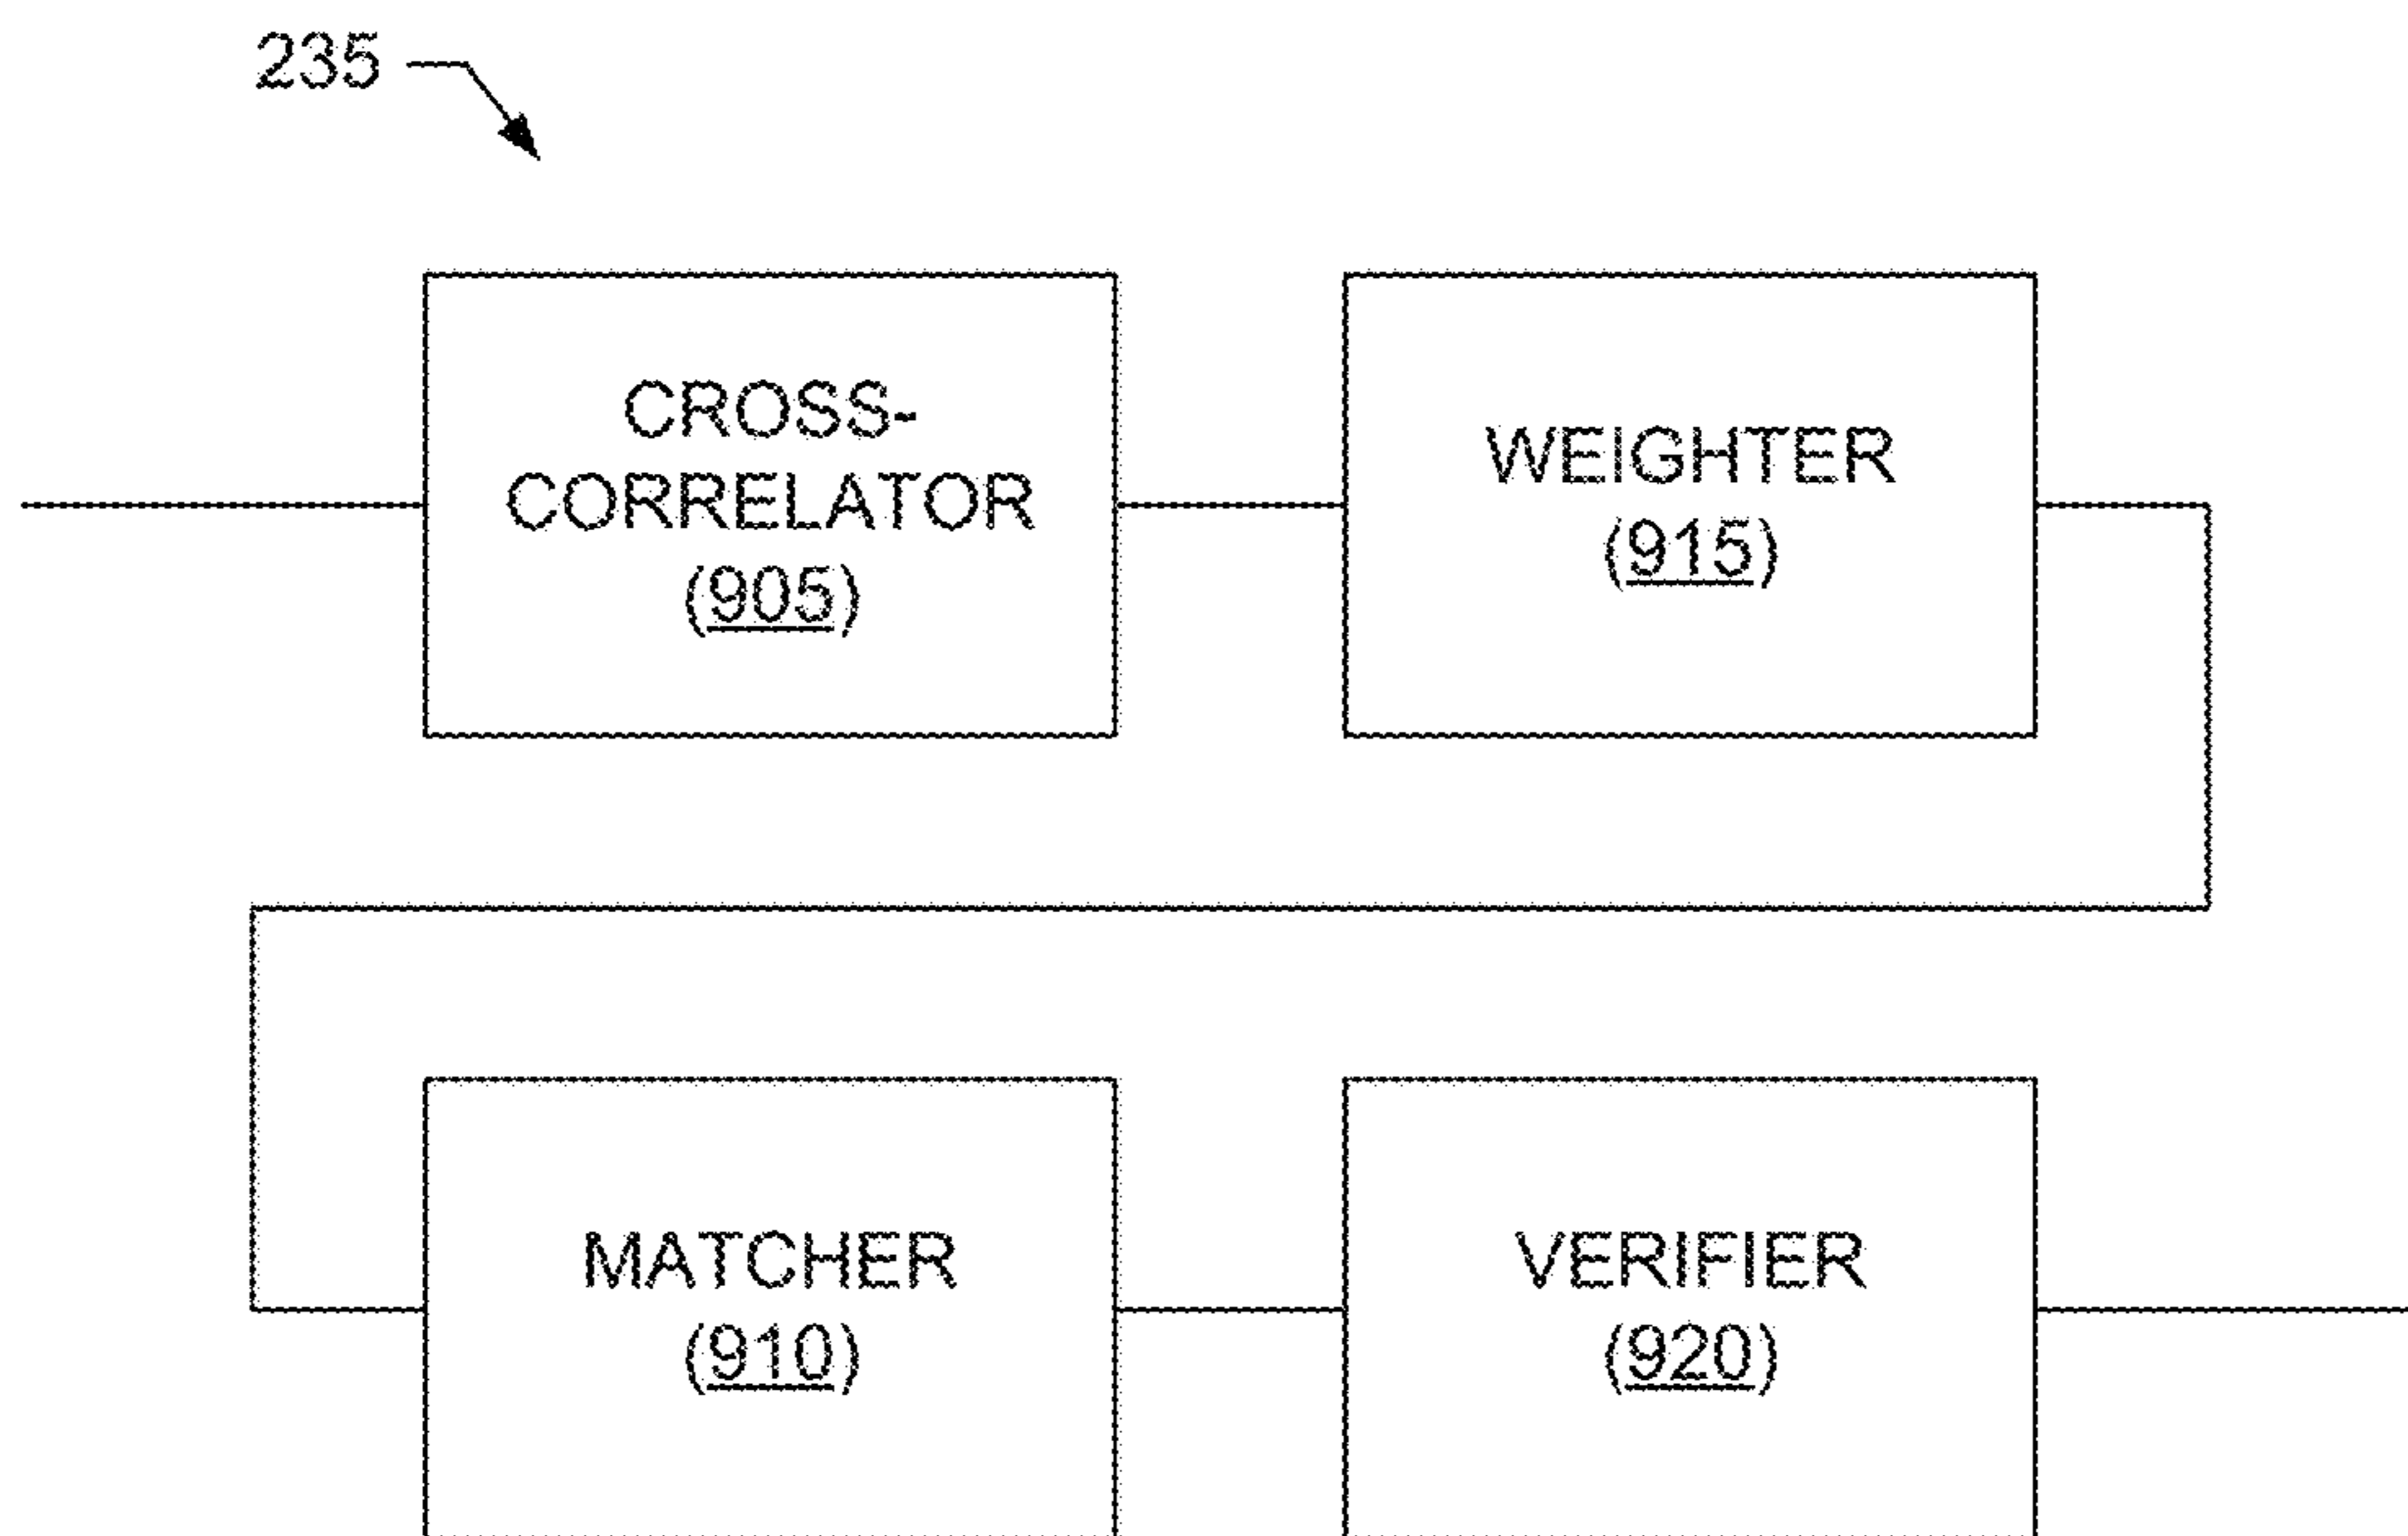 235
CROSS-
CORRELATOR
(905)
WEIGHTER
(915)
MATCHER
(910)
VERIFIER
(920)